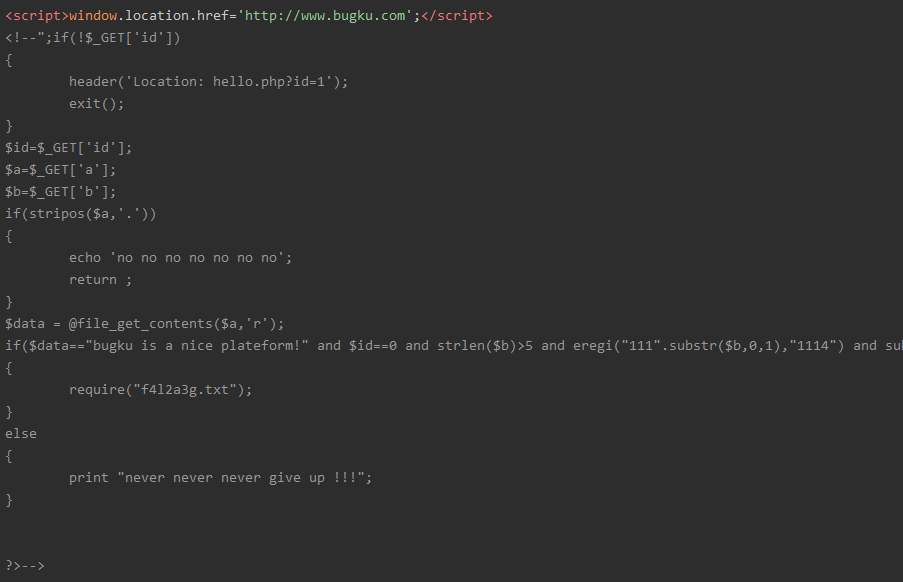 <script>window.location.href='http://www.bugku.com';</script>
<!--";if(!$_GET['id'])
{
header('Location: hello.php?id=1');
exit();
}
$id=$_GET['id'];
$a=$_GET['a'];
$b=$_GET['b'];
if(stripos($a,'.'))
{
echo 'no no no no no no no';
return ;
}
$data = @file_get_contents($a,'r');
if($data=="bugku is a nice plateform!" and $id==0 and strlen($b)>5 and eregi("111".substr($b,0,1),"1114") and
{
require("f4l2a3g.txt");
}
else
{
print "never never never give up !!!";
}
?>-->